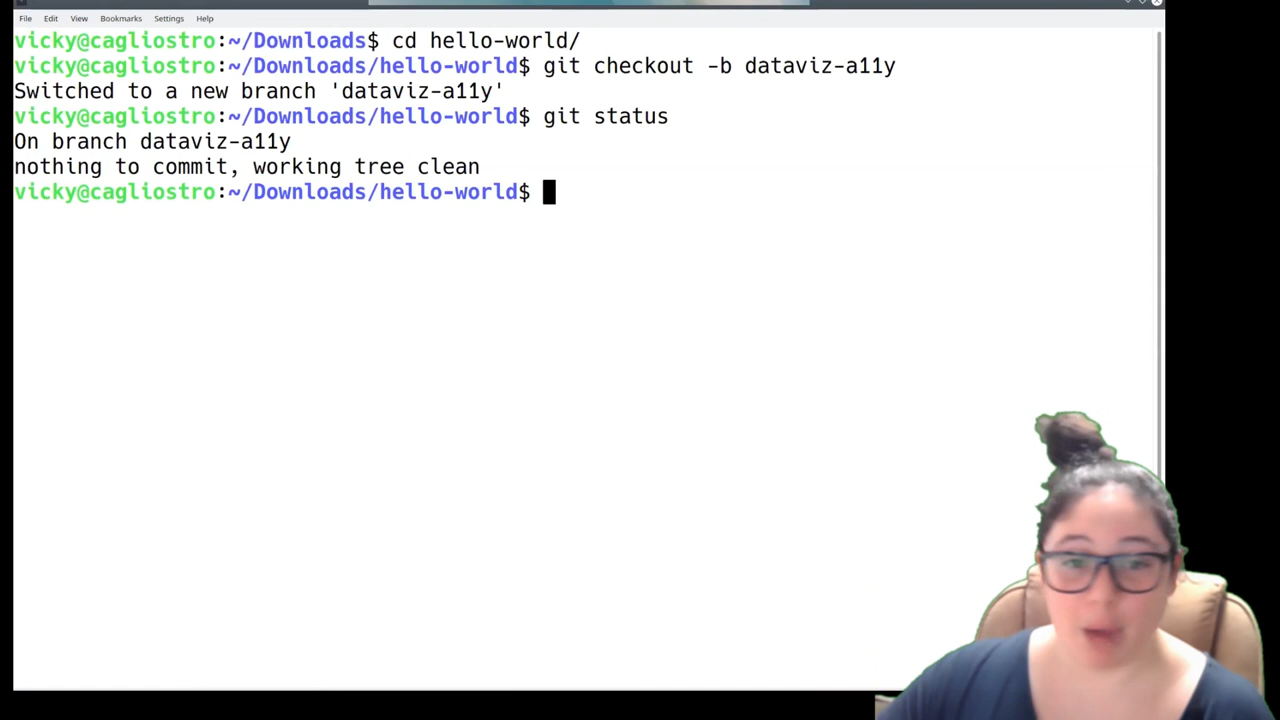 File Edit View Bookmarks Settings Help
vicky@cagliostro:~/Downloads$ cd hello-world/
vicky@cagliostro:~/Downloads/hello-world$ git checkout -b dataviz-a11y
Switched to a new branch 'dataviz-a11y'
vicky@cagliostro:~/Downloads/hello-world$ git status
On branch dataviz-a11y
nothing to commit, working tree clean
vicky@cagliostro:~/Downloads/hello-world$